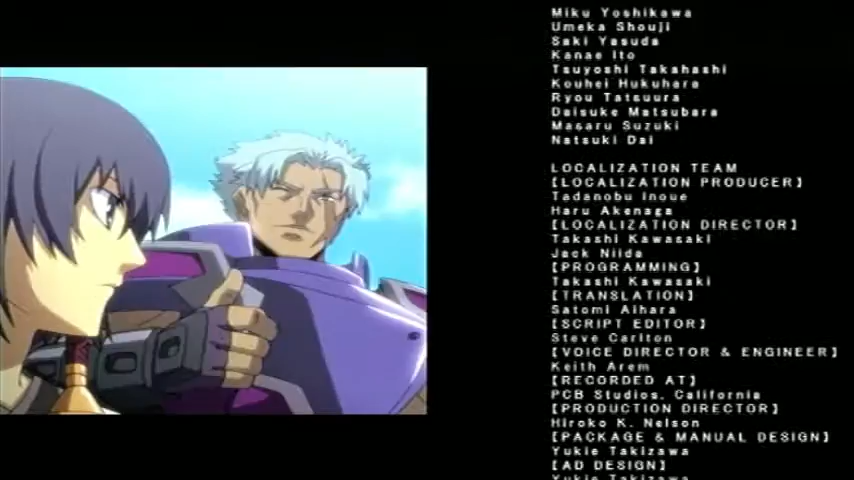 Miku Yoshikawa
Umeka Shouji
Saki Yasuda
Kanae Ito
Tsuyoshi Takahashi
Kouhei Hukuhara
Ryou Tatsuura
Daisuke Matsubara
Masaru Suzuki
Natsuki Dai
LOCALIZATION TEAM
[LOCALIZATION PRODUCER]
Tadanobu Inoue
Haru Akenaga
[LOCALIZATION DIRECTOR]
Takashi Kawasaki
Jack Niida
[PROGRAMMING]
Takashi Kawasaki
[TRANSLATION]
Satomi Aihara
[SCRIPT EDITOR]
Steve Carlton
[VOICE DIRECTOR & ENGINEER]
Keith Arem
[RECORDED AT]
PCB Studios, California
[PRODUCTION DIRECTOR]
Hiroko K. Nelson
[PACKAGE & MANUAL DESIGN]
Yukie Takizawa
[AD DESIGN]
Yukie Takizawa